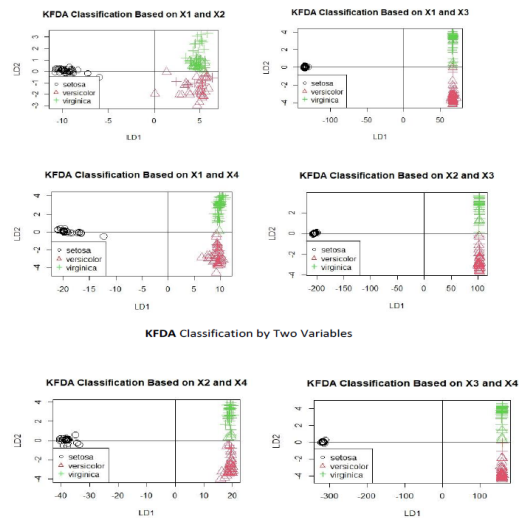 KFDA Classification Based on X1 and X2
KFDA Classification Based on X1 and X3
LD2
3
2
1
0
-1
-2
-3
setosa
versicolor
virginica
-10
-5
0
5
LD1
LD2
4
2
0
-2
-4
setosa
versicolor
virginica
-100
-50
0
50
LD1
KFDA Classification Based on X1 and X4
KFDA Classification Based on X2 and X3
LD2
4
2
0
-2
-4
setosa
versicolor
virginica
-20
-15
-10
-5
0
5
10
LD1
LD2
2
0
-2
-4
setosa
versicolor
virginica
-200
-150
-100
-50
0
50
100
LD1
KFDA Classification by Two Variables
KFDA Classification Based on X2 and X4
KFDA Classification Based on X3 and X4
LD2
4
2
0
-2
-4
setosa
versicolor
virginica
-40
-30
-20
-10
0
10
20
LD1
LD2
4
2
0
-2
-4
setosa
versicolor
virginica
-300
-200
-100
0
100
LD1